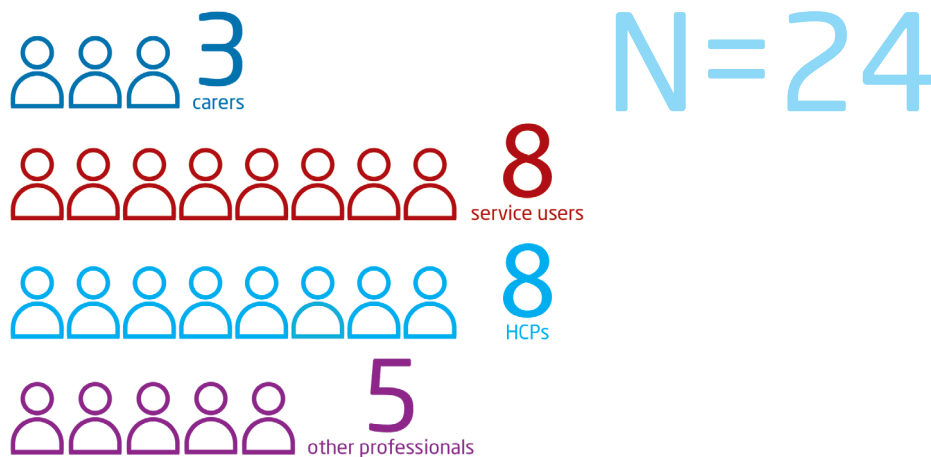 3
carers
N=24
8
service users
8
HCPs
5
other professionals